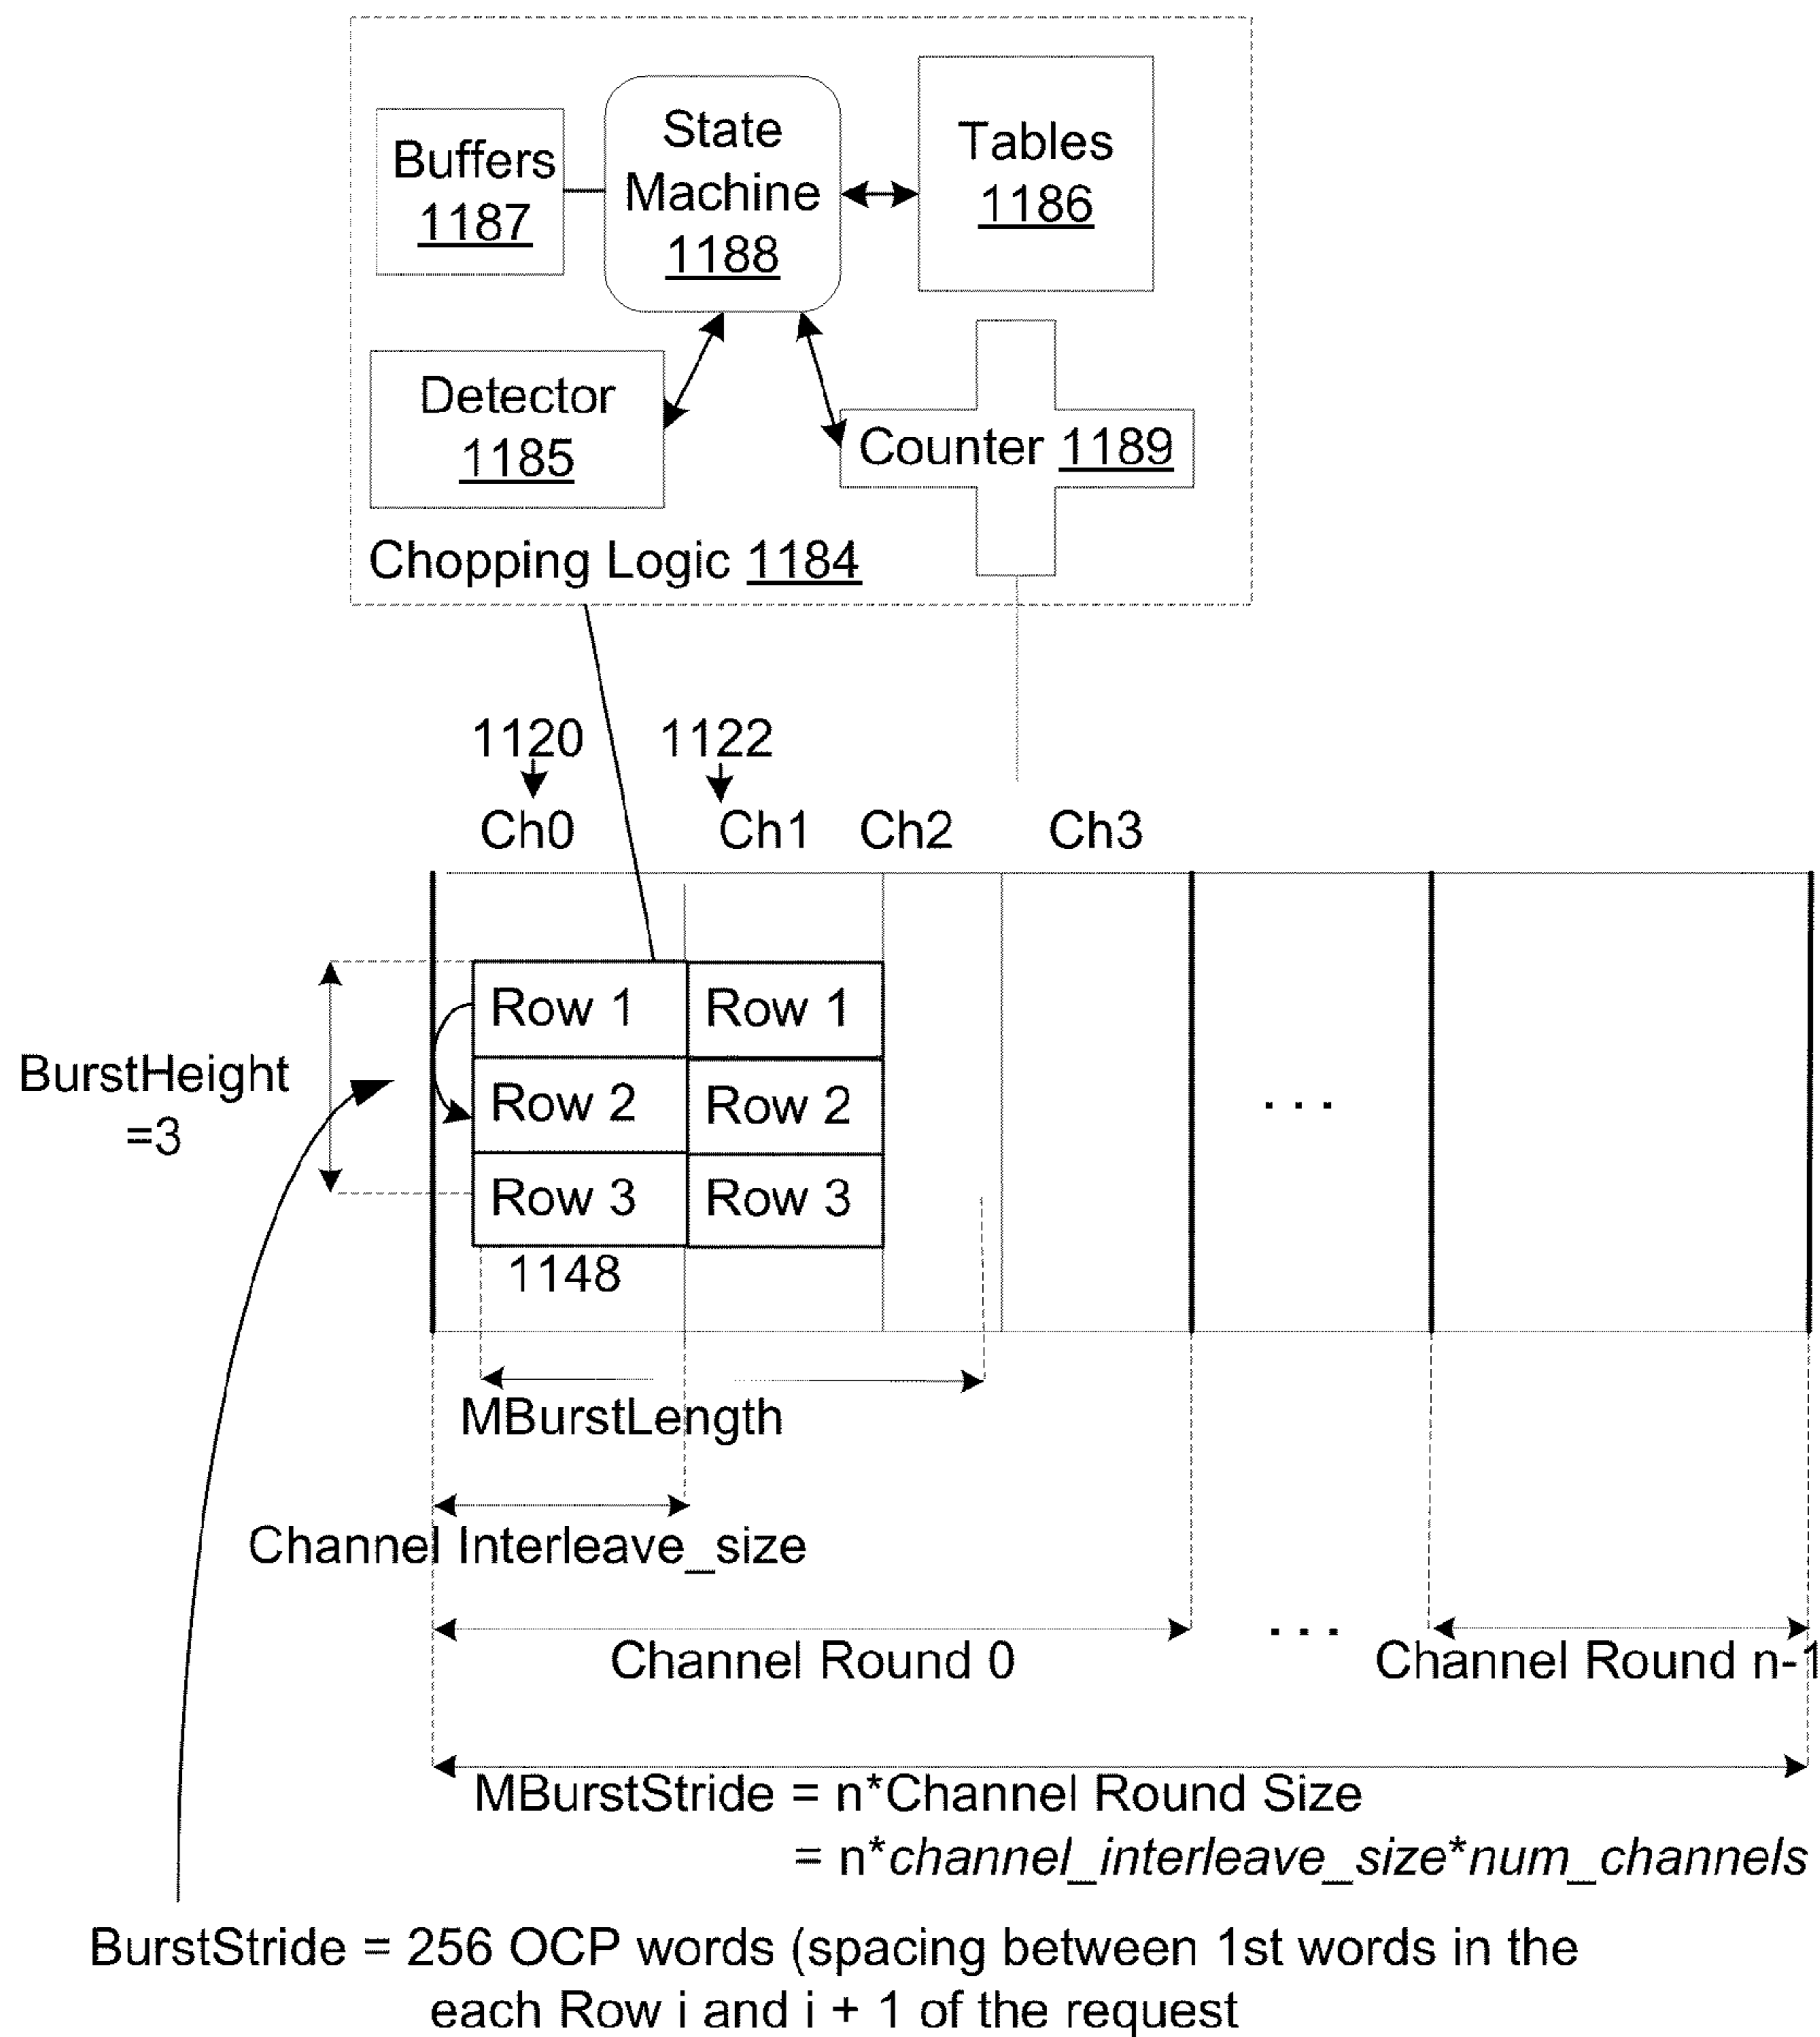 Buffers
1187
State
Machine
1188
Tables
1186
Detector
1185
Counter 1189
Chopping Logic 1184
1120
1122
Ch0
Ch1
Ch2
Ch3
Row 1
Row 1
BurstHeight
=3
Row 2
Row 2
. . .
Row 3
Row 3
1148
MBurstLength
Channel Interleave_size
Channel Round 0
. . .
Channel Round n-1
MBurstStride = n*Channel Round Size
= n*channel_interleave_size*num_channels
BurstStride = 256 OCP words (spacing between 1st words in the
each Row i and i + 1 of the request